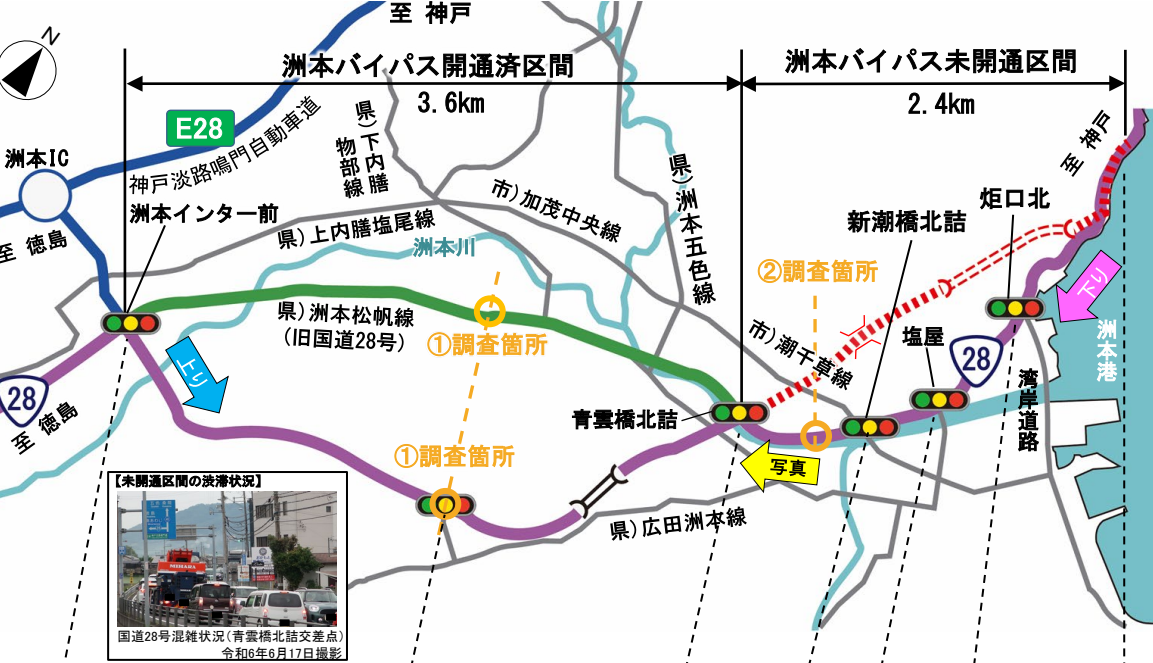 至 神戸
N
洲本バイパス開通済区間
3.6km
洲本バイパス未開通区間
2.4km
E28
神戸淡路鳴門自動車道
洲本IC
県)下内膳
物部線
洲本インター前
至 徳島
県)上内膳塩尾線
洲本川
市)加茂中央線
県)洲本五色線
至 神戸
炬口北
新潮橋北詰
②調査箇所
下り
県)洲本松帆線
(旧国道28号)
①調査箇所
市)潮千草線
塩屋
28
洲本港
湾岸道路
上り
28
至 徳島
青雲橋北詰
①調査箇所
写真
県)広田洲本線
【未開通区間の渋滞状況】
国道28号混雑状況(青雲橋北詰交差点)
令和6年6月17日撮影